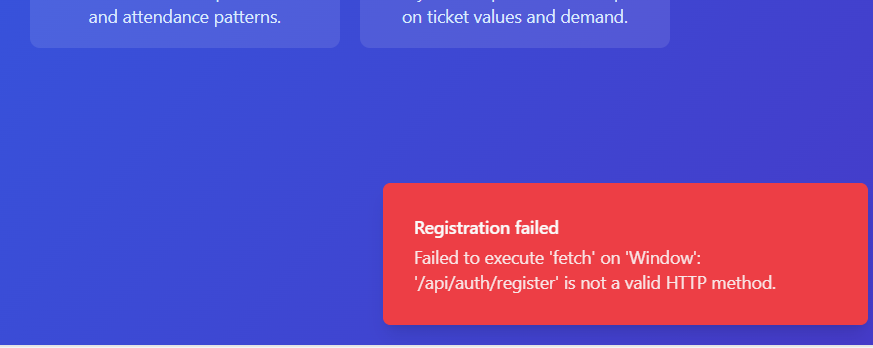 and attendance patterns.
on ticket values and demand.
Registration failed
Failed to execute 'fetch' on 'Window':
'/api/auth/register' is not a valid HTTP method.